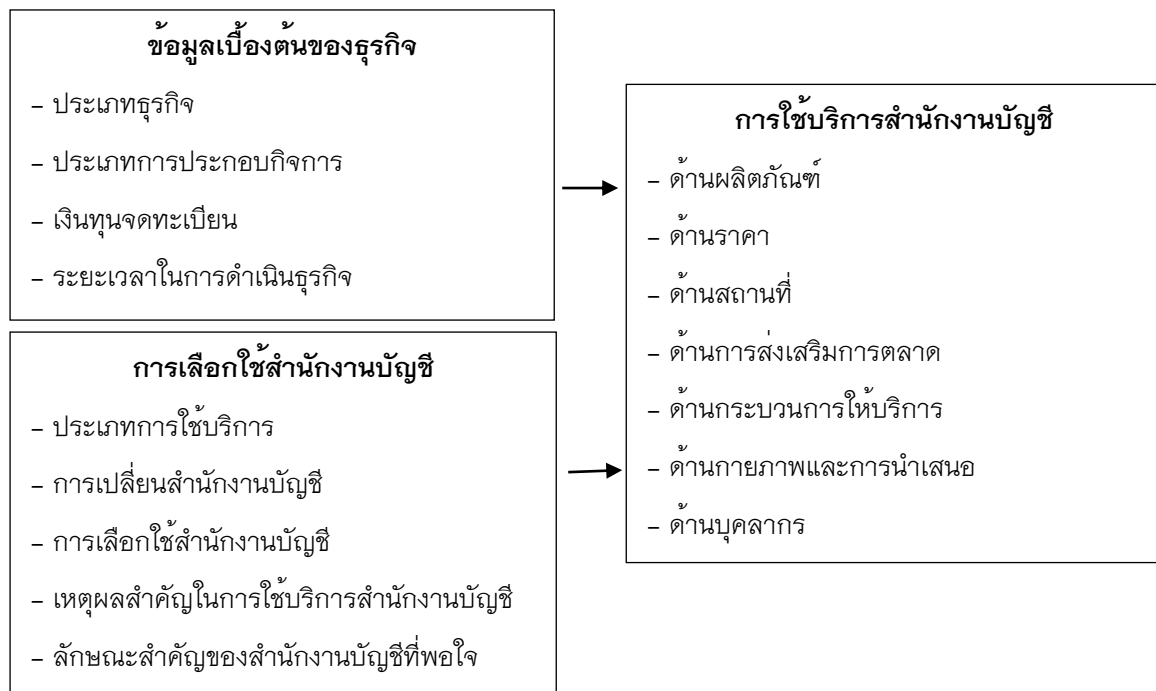 ข้อมูลเบื้องต้นของธุรกิจ
– ประเภทธุรกิจ
– ประเภทการประกอบกิจการ
– เงินทุนจดทะเบียน
– ระยะเวลาในการดำเนินธุรกิจ
การเลือกใช้สำนักงานบัญชี
– ประเภทการใช้บริการ
– การเปลี่ยนสำนักงานบัญชี
– การเลือกใช้สำนักงานบัญชี
– เหตุผลสำคัญในการใช้บริการสำนักงานบัญชี
– ลักษณะสำคัญของสำนักงานบัญชีที่พอใจ
การใช้บริการสำนักงานบัญชี
– ด้านผลิตภัณฑ์
– ด้านราคา
– ด้านสถานที่
– ด้านการส่งเสริมการตลาด
– ด้านกระบวนการให้บริการ
– ด้านกายภาพและการนำเสนอ
– ด้านบุคลากร